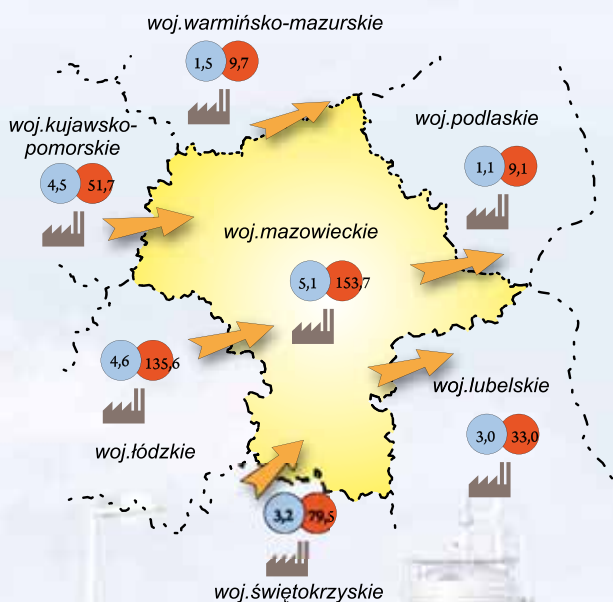 woj.warmińsko-mazurskie
1,5 9,7
woj.kujawsko-
pomorskie
4,5 51,7
woj.podlaskie
1,1 9,1
woj.mazowieckie
5,1 153,7
4,6 135,6
woj.łódzkie
woj.lubelskie
3,0 33,0
3,2 79,5
woj.świętokrzyskie